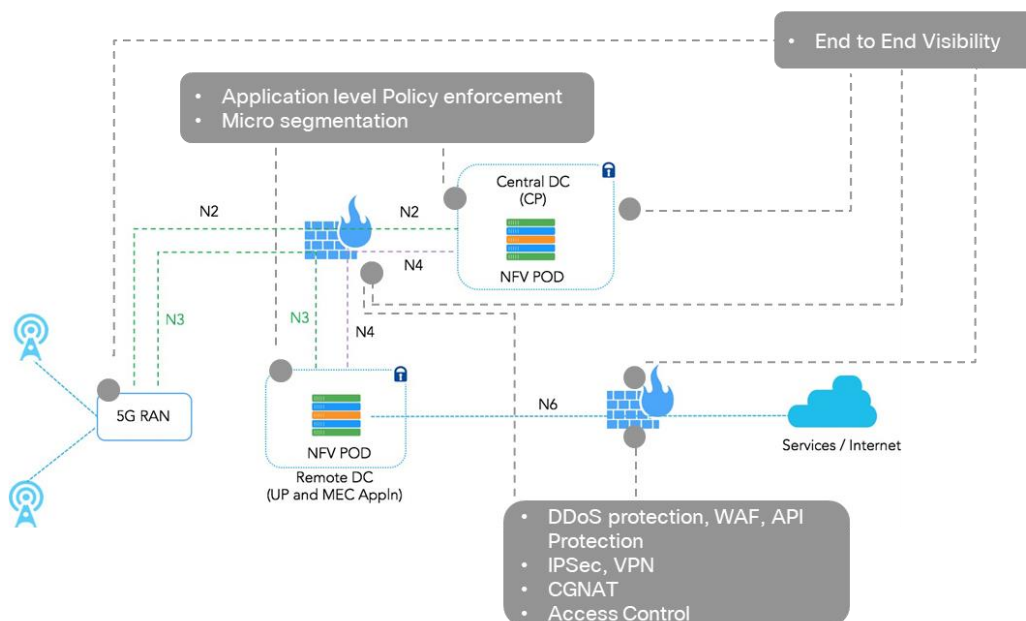 • End to End Visibility
• Application level Policy enforcement
• Micro segmentation
Central DC
(CP)
N2
N2
N4
NFV POD
N3
N3
N4
5G RAN
N6
NFV POD
Services / Internet
Remote DC
(UP and MEC Appln)
• DDoS protection, WAF, API
Protection
• IPSec, VPN
• CGNAT
• Access Control